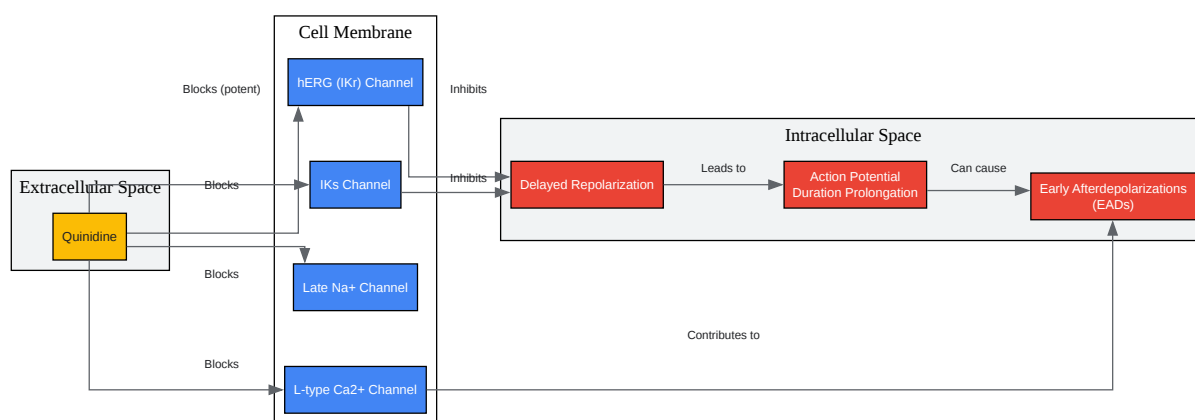 Cell Membrane
hERG (IKr) Channel
Blocks (potent)
Inhibits
Intracellular Space
Extracellular Space
Blocks
IKs Channel
Inhibits
Delayed Repolarization
Leads to
Action Potential
Duration Prolongation
Can cause
Early Afterdepolarizations
(EADs)
Quinidine
Blocks
Late Na+ Channel
Contributes to
Blocks
L-type Ca2+ Channel